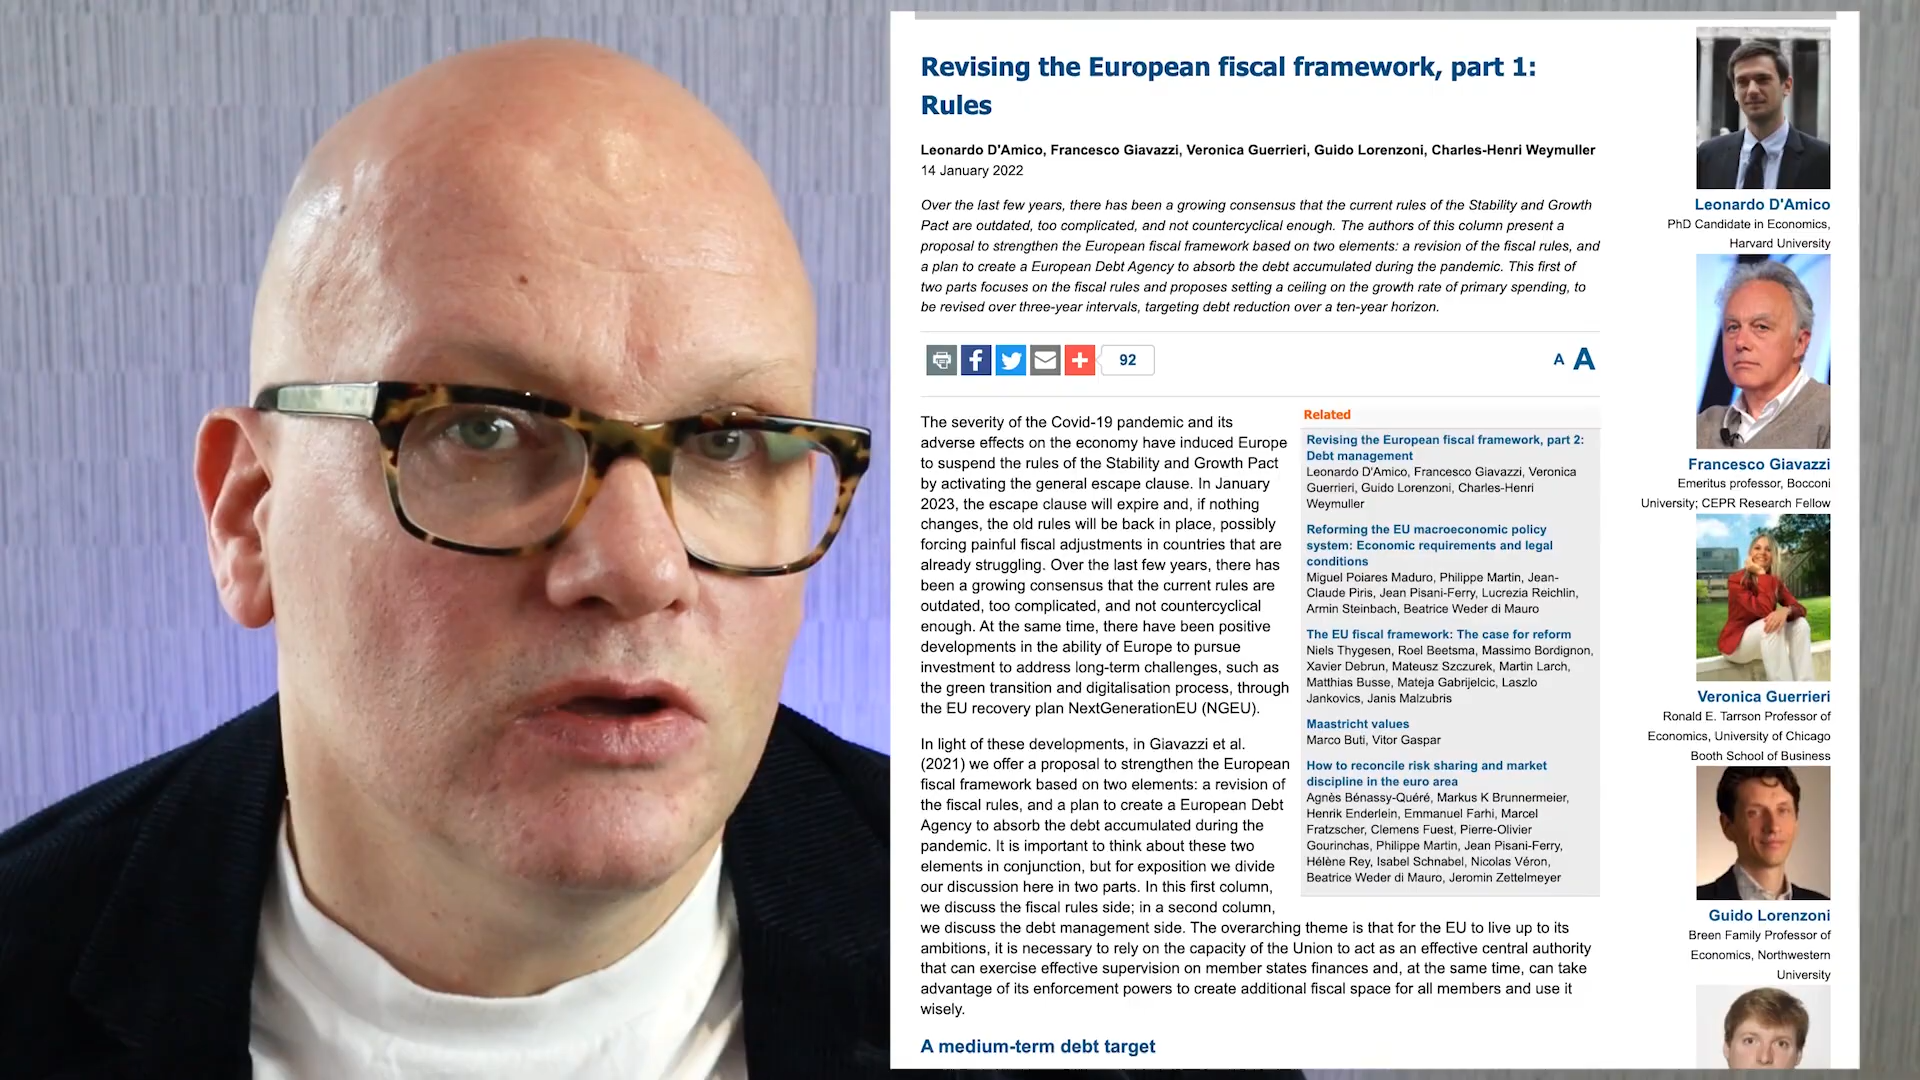 Revising the European fiscal framework, part 1:
Rules
Leonardo D'Amico, Francesco Giavazzi, Veronica Guerrieri, Guido Lorenzoni, Charles-Henri Weymuller
14 January 2022
Over the last few years, there has been a growing consensus that the current rules of the Stability and Growth
Pact are outdated, too complicated, and not countercyclical enough. The authors of this column present a
proposal to strengthen the European fiscal framework based on two elements: a revision of the fiscal rules, and
a plan to create a European Debt Agency to absorb the debt accumulated during the pandemic. This first of
two parts focuses on the fiscal rules and proposes setting a ceiling on the growth rate of primary spending, to
be revised over three-year intervals, targeting debt reduction over a ten-year horizon.
92
A A
The severity of the Covid-19 pandemic and its
adverse effects on the economy have induced Europe
to suspend the rules of the Stability and Growth Pact
by activating the general escape clause. In January
2023, the escape clause will expire and, if nothing
changes, the old rules will be back in place, possibly
forcing painful fiscal adjustments in countries that are
already struggling. Over the last few years, there has
been a growing consensus that the current rules are
outdated, too complicated, and not countercyclical
enough. At the same time, there have been positive
developments in the ability of Europe to pursue
investment to address long-term challenges, such as
the green transition and digitalisation process, through
the EU recovery plan NextGenerationEU (NGEU).
In light of these developments, in Giavazzi et al.
(2021) we offer a proposal to strengthen the European
fiscal framework based on two elements: a revision of
the fiscal rules, and a plan to create a European Debt
Agency to absorb the debt accumulated during the
pandemic. It is important to think about these two
elements in conjunction, but for exposition we divide
our discussion here in two parts. In this first column,
we discuss the fiscal rules side; in a second column,
we discuss the debt management side. The overarching theme is that for the EU to live up to its
ambitions, it is necessary to rely on the capacity of the Union to act as an effective central authority
that can exercise effective supervision on member states finances and, at the same time, can take
advantage of its enforcement powers to create additional fiscal space for all members and use it
wisely.
A medium-term debt target
Related
Revising the European fiscal framework, part 2:
Debt management
Leonardo D'Amico, Francesco Giavazzi, Veronica
Guerrieri, Guido Lorenzoni, Charles-Henri
Weymuller
Reforming the EU macroeconomic policy
system: Economic requirements and legal
conditions
Miguel Poiares Maduro, Philippe Martin, Jean-
Claude Piris, Jean Pisani-Ferry, Lucrezia Reichlin,
Armin Steinbach, Beatrice Weder di Mauro
The EU fiscal framework: The case for reform
Niels Thygesen, Roel Beetsma, Massimo Bordignon,
Xavier Debrun, Mateusz Szczurek, Martin Larch,
Matthias Busse, Mateja Gabrijelcic, Laszlo
Jankovics, Janis Malzubris
Maastricht values
Marco Buti, Vitor Gaspar
How to reconcile risk sharing and market
discipline in the euro area
Agnès Bénassy-Quéré, Markus K Brunnermeier,
Henrik Enderlein, Emmanuel Farhi, Marcel
Fratzscher, Clemens Fuest, Pierre-Olivier
Gourinchas, Philippe Martin, Jean Pisani-Ferry,
Hélène Rey, Isabel Schnabel, Nicolas Véron,
Beatrice Weder di Mauro, Jeromin Zettelmeyer
Leonardo D'Amico
PhD Candidate in Economics,
Harvard University
Francesco Giavazzi
Emeritus professor, Bocconi
University; CEPR Research Fellow
Veronica Guerrieri
Ronald E. Tarrson Professor of
Economics, University of Chicago
Booth School of Business
Guido Lorenzoni
Breen Family Professor of
Economics, Northwestern
University